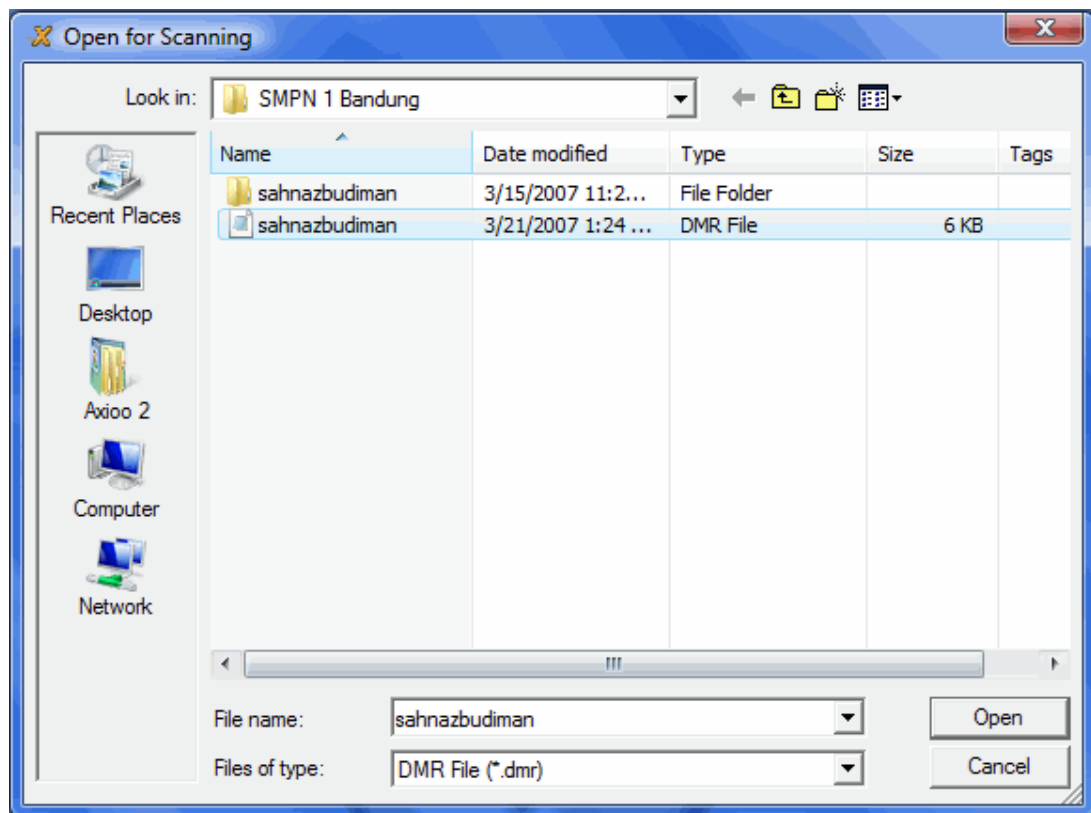 Open for Scanning
Look in: SMPN 1 Bandung
Name Date modified Type Size Tags
sahnazbudiman 3/15/2007 11:2... File Folder
sahnazbudiman 3/21/2007 1:24 ... DMR File 6 KB
Recent Places
Desktop
Axioo 2
Computer
Network
File name: sahnazbudiman Open
Files of type: DMR File (*.dmr) Cancel